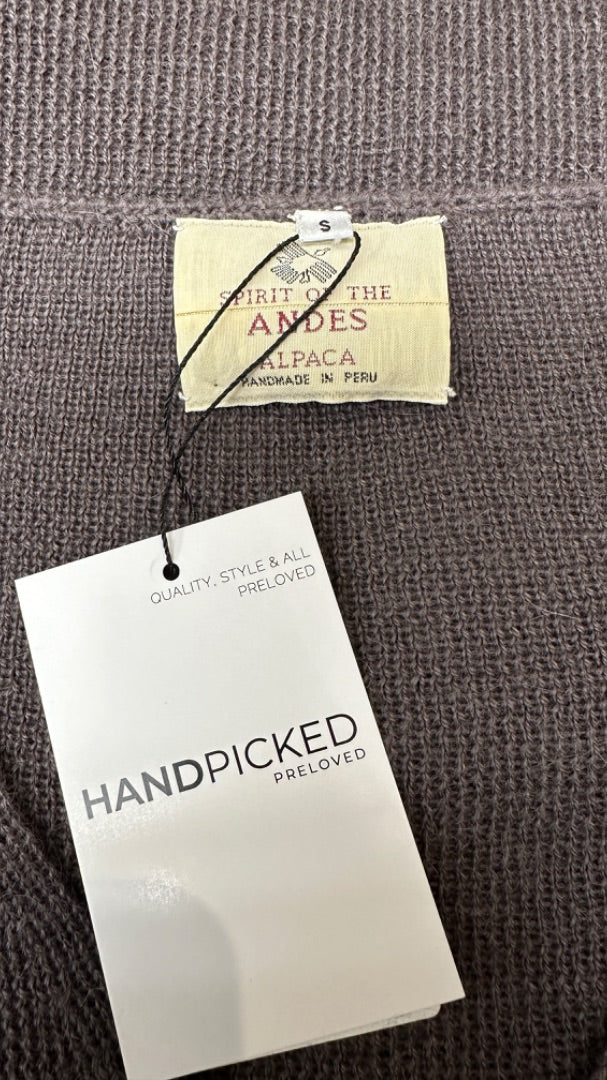 S
SPIRIT OF THE
ANDES
ALPACA
HANDMADE IN PERU
QUALITY, STYLE & ALL
PRELOVED
HANDPICKED
PRELOVED